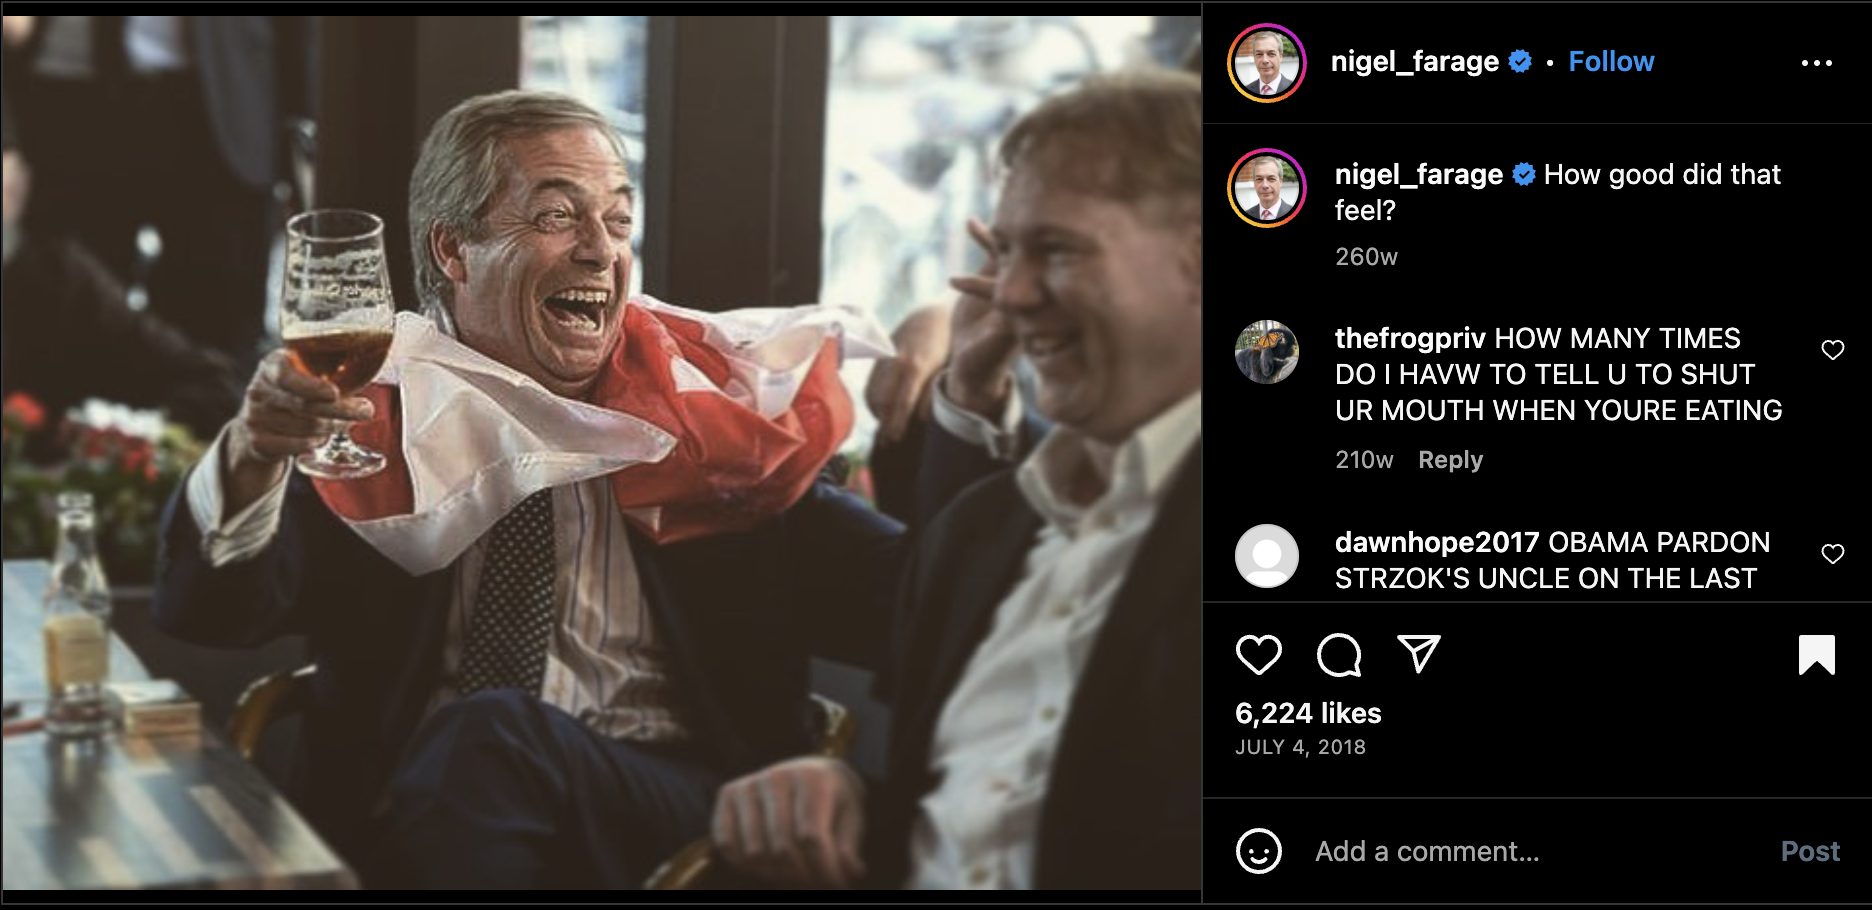 nigel_farage • Follow
nigel_farage How good did that
feel?
260w
thefrogpriv HOW MANY TIMES
DO I HAVW TO TELL U TO SHUT
UR MOUTH WHEN YOURE EATING
210w Reply
dawnhope2017 OBAMA PARDON
STRZOK'S UNCLE ON THE LAST
6,224 likes
JULY 4, 2018
Add a comment... Post